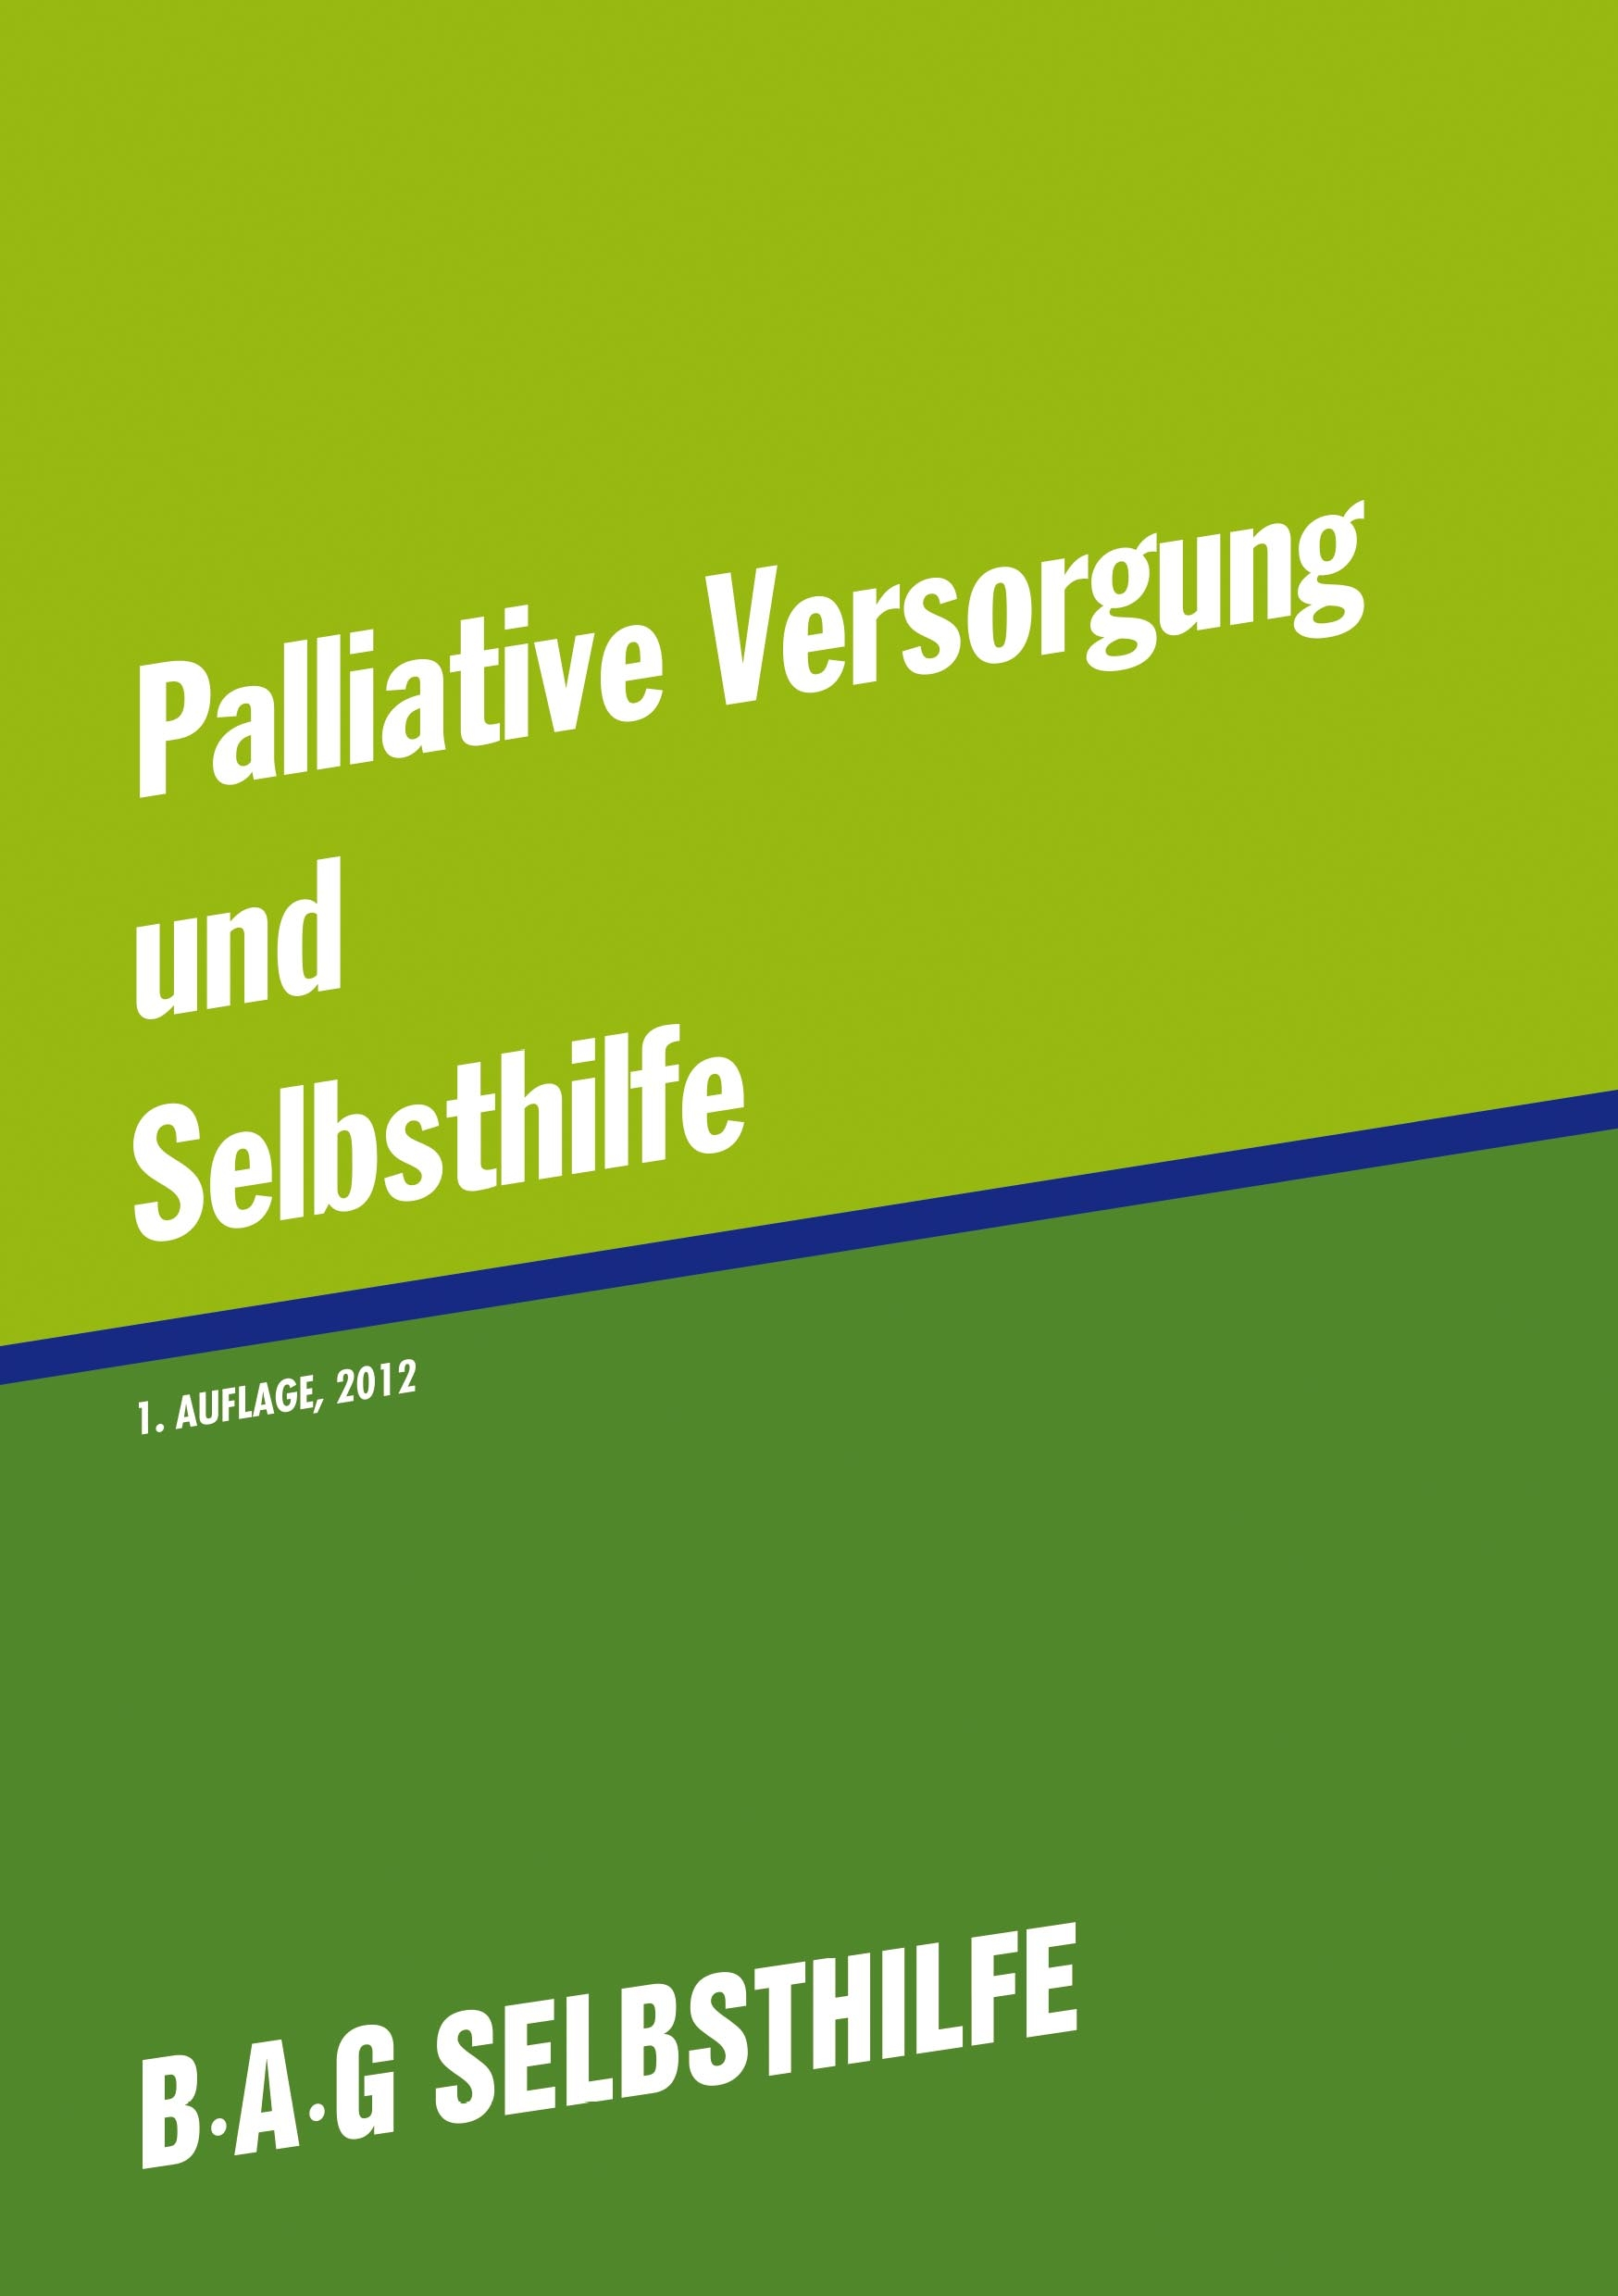 Palliative Versorgung
und
Selbsthilfe
1. AUFLAGE, 2012
B·A·G SELBSTHILFE